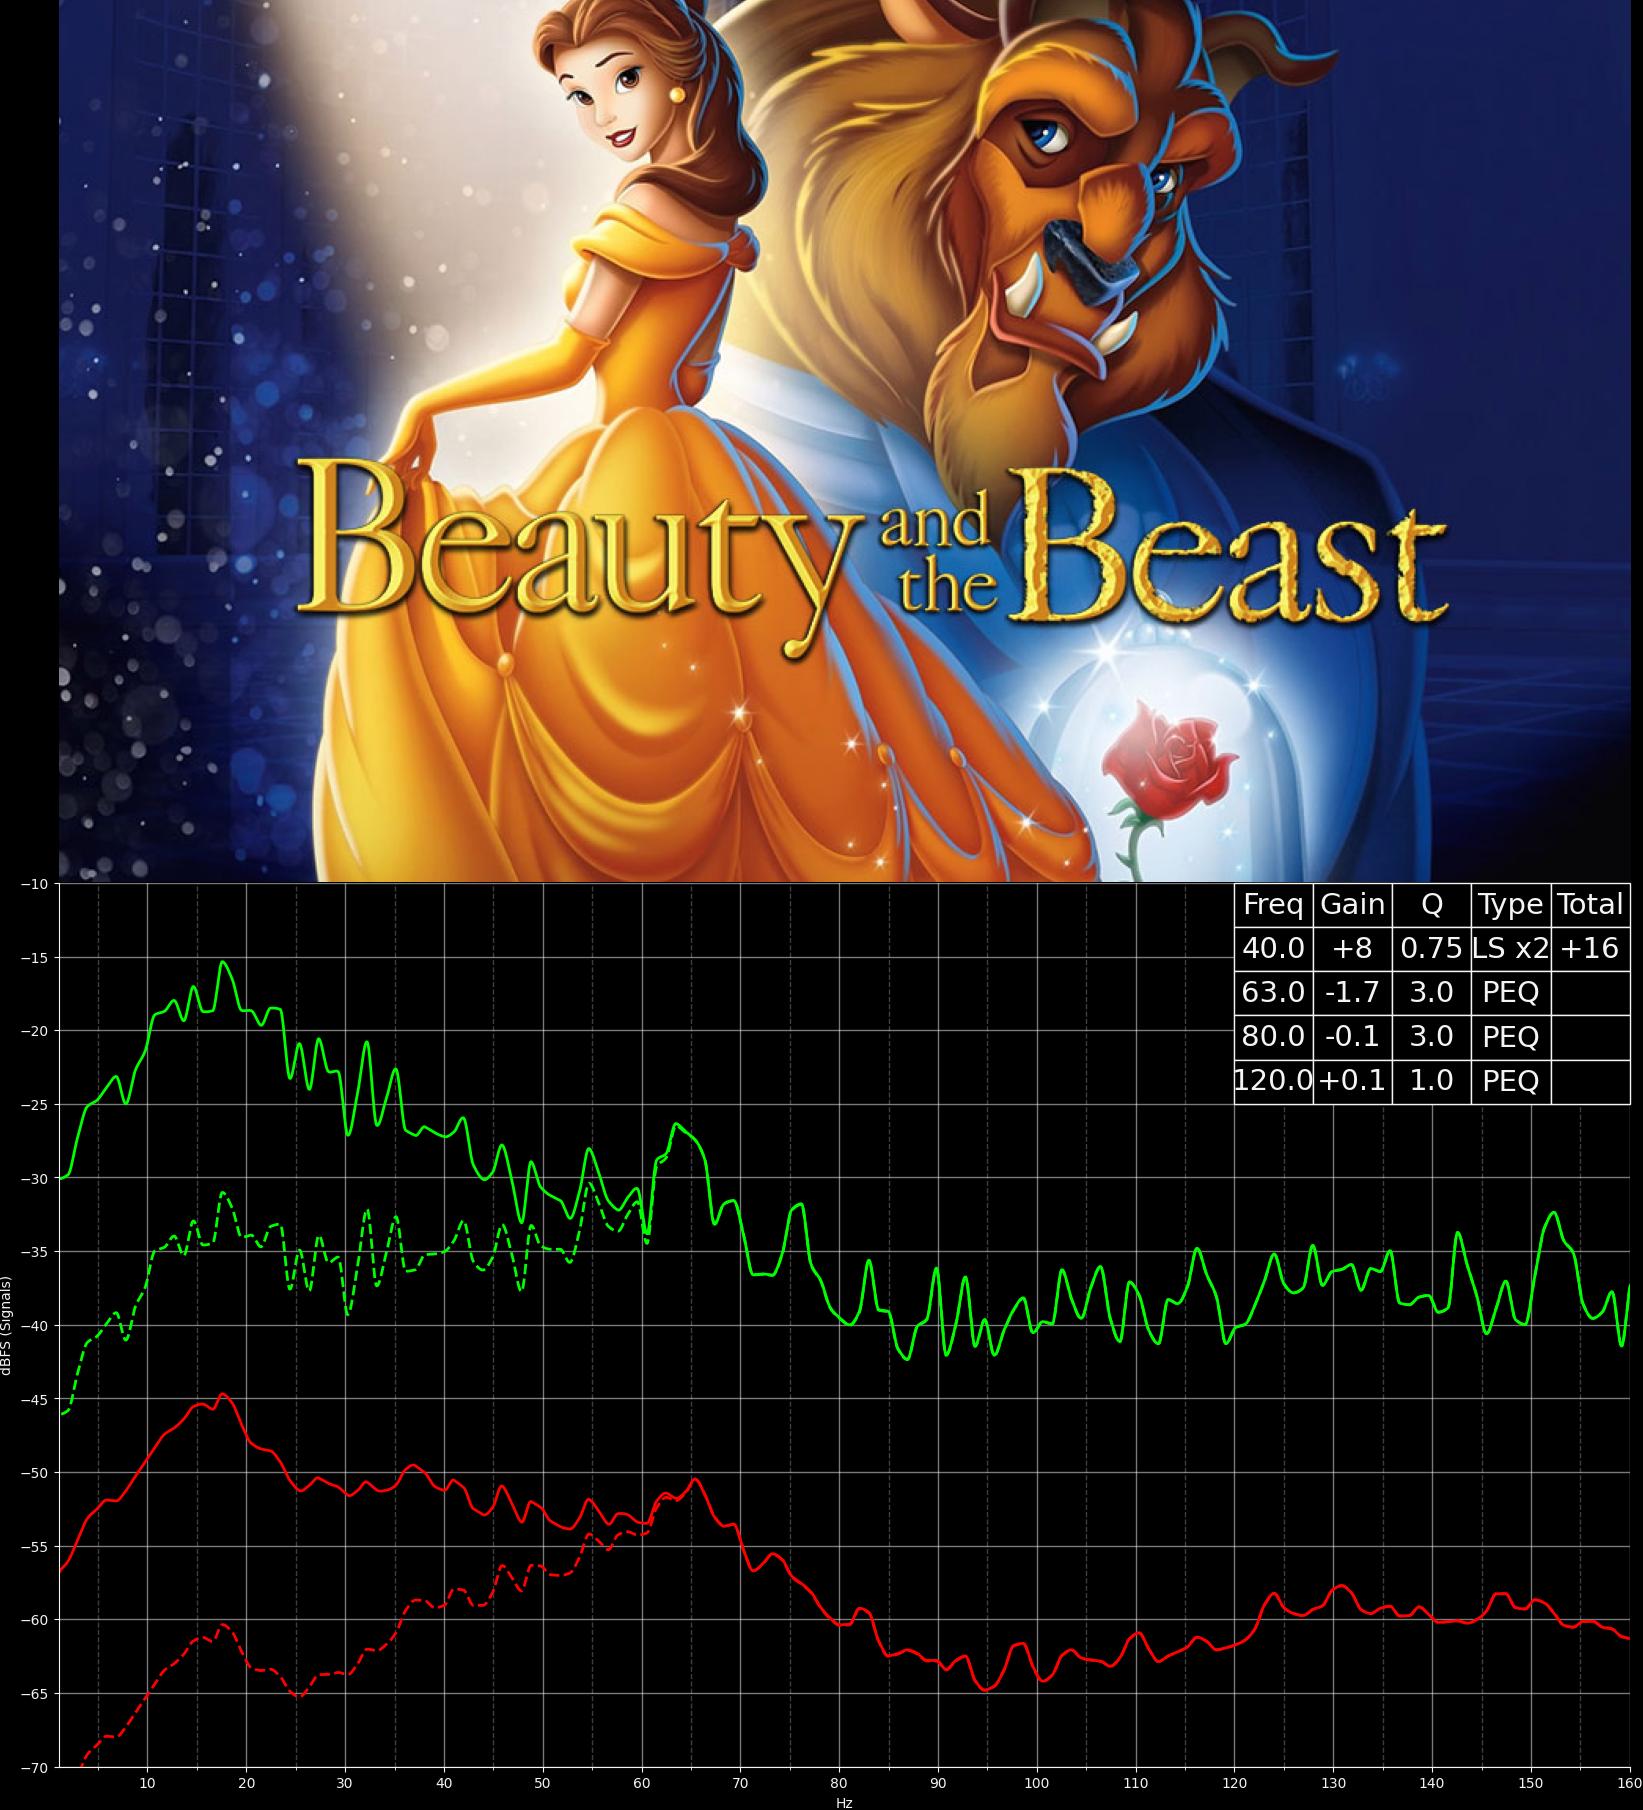 Beauty and the Beast
Freq Gain Q Type Total
40.0 +8 0.75 LS x2 +16
63.0 -1.7 3.0 PEQ
80.0 -0.1 3.0 PEQ
120.0 +0.1 1.0 PEQ
−10
−15
−20
−25
−30
−35
−40
−45
−50
−55
−60
−65
−70
dBFS (Signals)
10 20 30 40 50 60 70 80 90 100 110 120 130 140 150 160
Hz